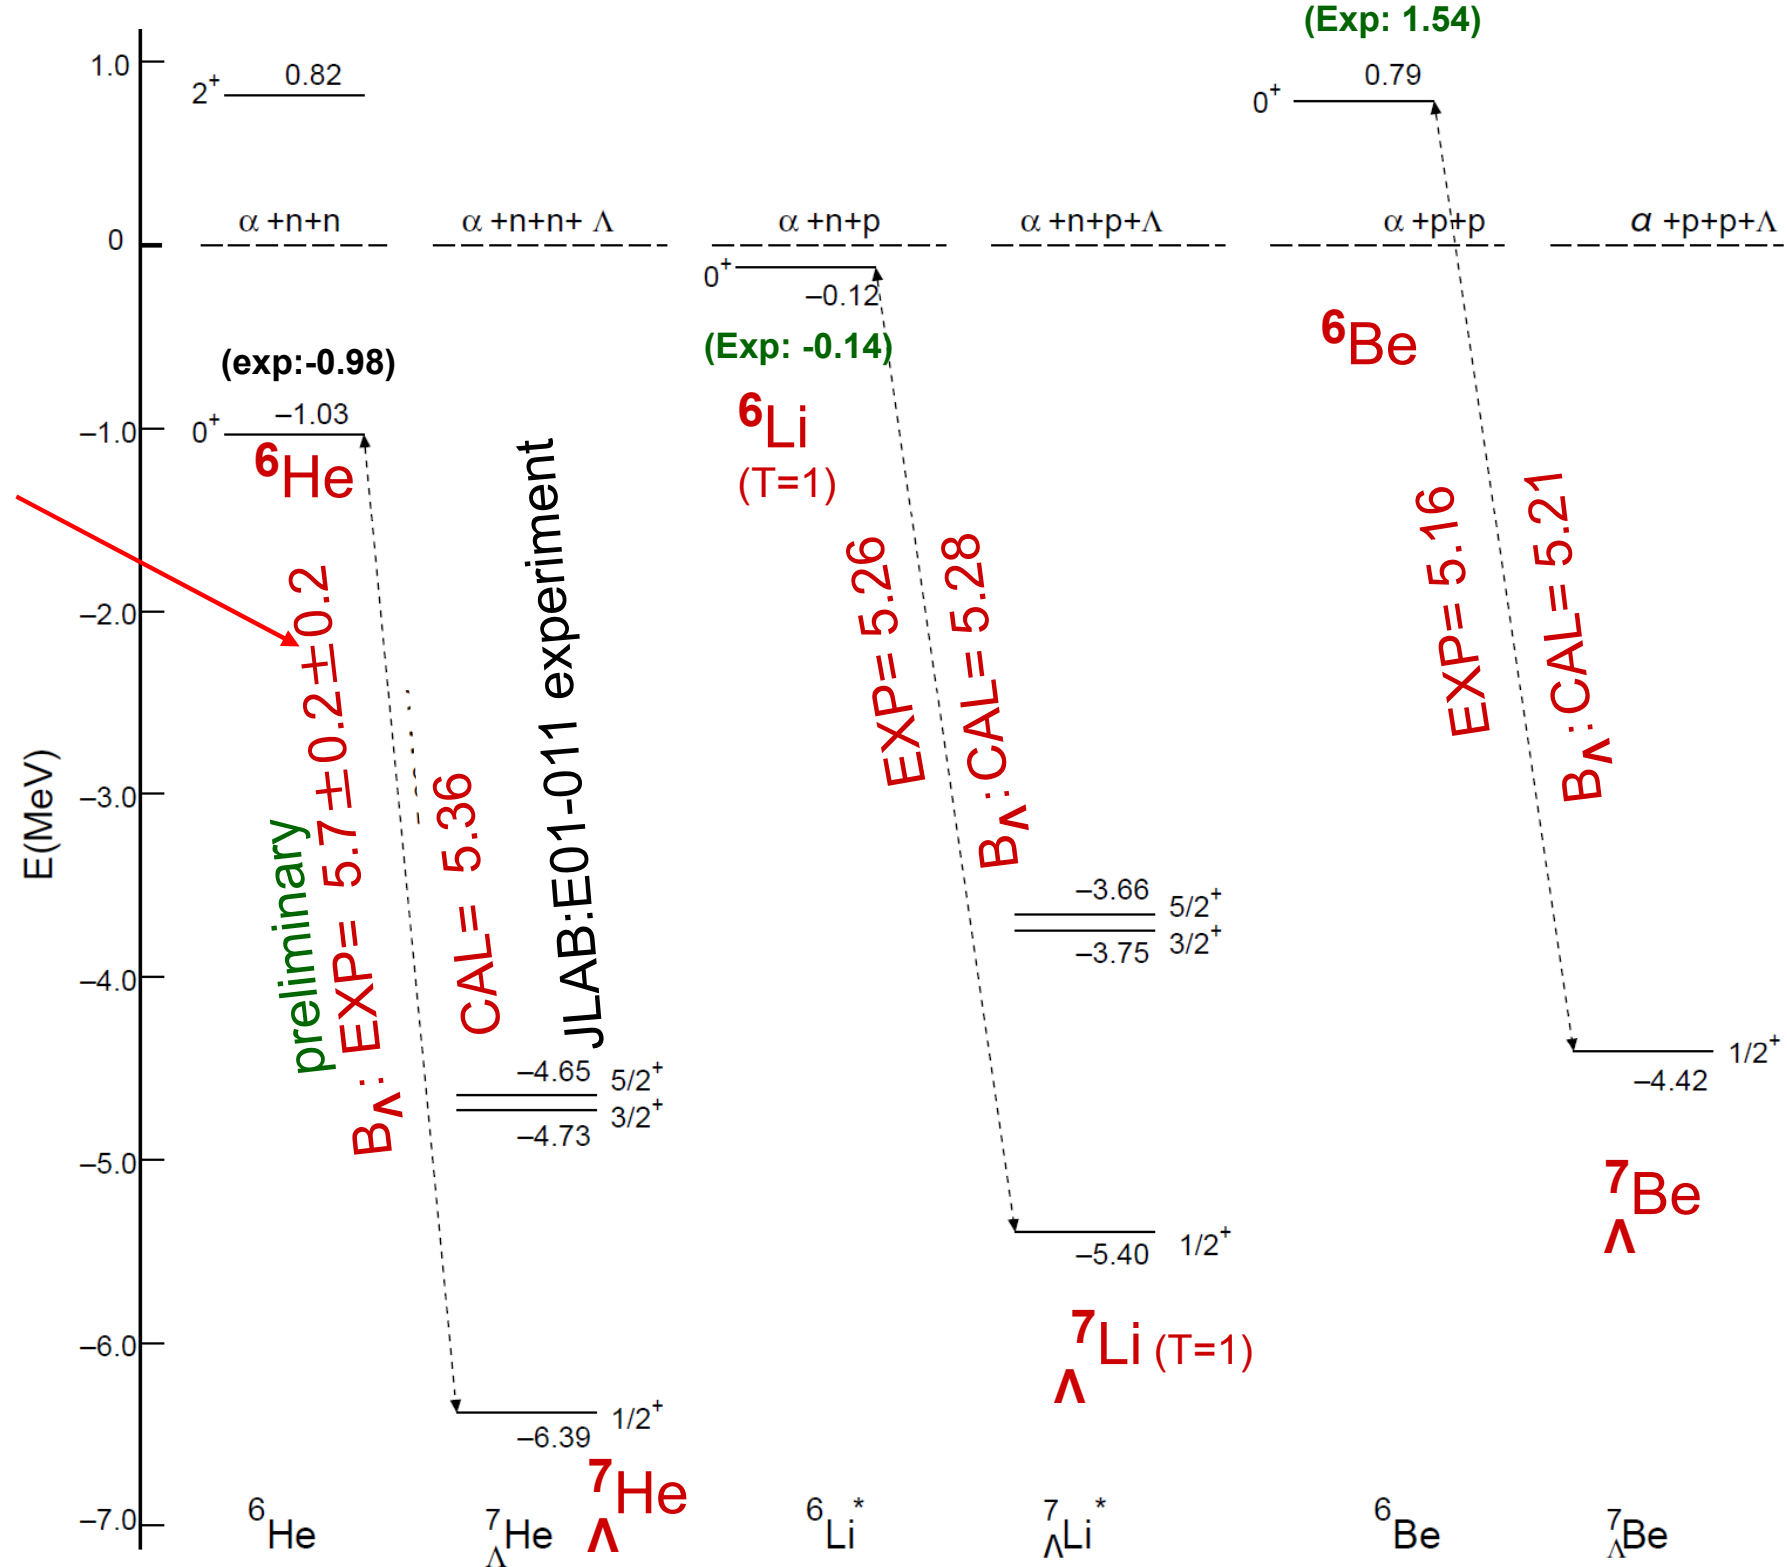 (Exp: 1.54)
1.0
2+
0.82
0+
0.79
α +n+n
α +n+n+ Λ
α +n+p
α +n+p+Λ
α +p+p
α +p+p+Λ
0
0+
–0.12
(exp:-0.98)
(Exp: -0.14)
6Be
–1.03
0+
–1.0
6He
6Li
(T=1)
–2.0
–3.0
E(MeV)
preliminary
BΛ: EXP= 5.7±0.2±0.2
CAL= 5.36
JLAB:E01-011 experiment
EXP= 5.26
BΛ:CAL= 5.28
EXP= 5.16
BΛ:CAL= 5.21
–3.66
5/2+
–3.75
3/2+
–4.0
–4.65
5/2+
–4.73
3/2+
1/2+
–4.42
–5.0
7ΛBe
–5.40
1/2+
–6.0
7ΛLi (T=1)
–6.39
1/2+
7ΛHe
–7.0
6He
7ΛHe
6Li*
7ΛLi*
6Be
7ΛBe